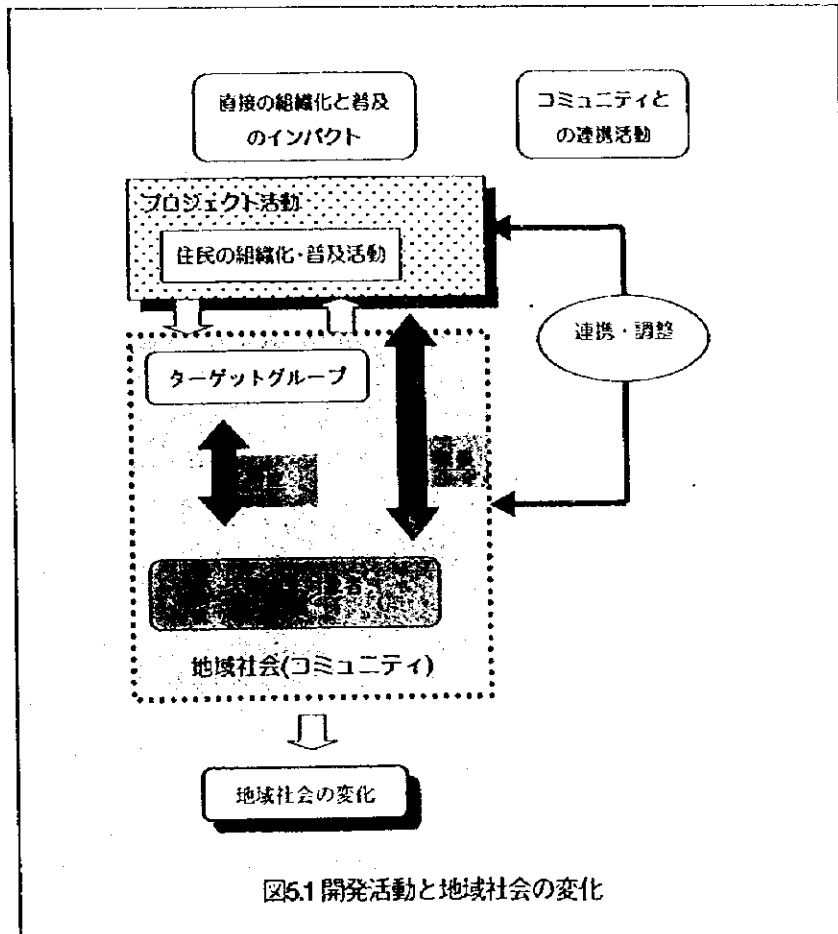 直接の組織化と普及
のインパクト
コミュニティと
の連携活動
プロジェクト活動
住民の組織化・普及活動
連携・調整
ターゲットグループ
地域社会(コミュニティ)
地域社会の変化
図5.1 開発活動と地域社会の変化